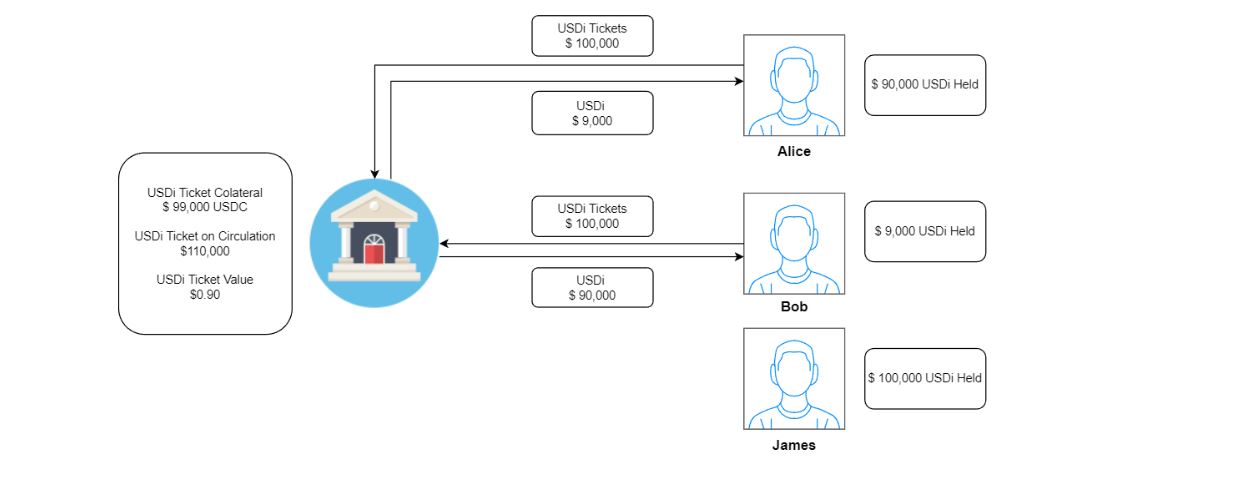 USDi Tickets
$ 100,000
$ 90,000 USDi Held
USDi
$ 9,000
Alice
USDi Ticket Colateral
$ 99,000 USDC
USDi Ticket on Circulation
$110,000
USDi Ticket Value
$0.90
USDi Tickets
$ 100,000
$ 9,000 USDi Held
USDi
$ 90,000
Bob
$ 100,000 USDi Held
James